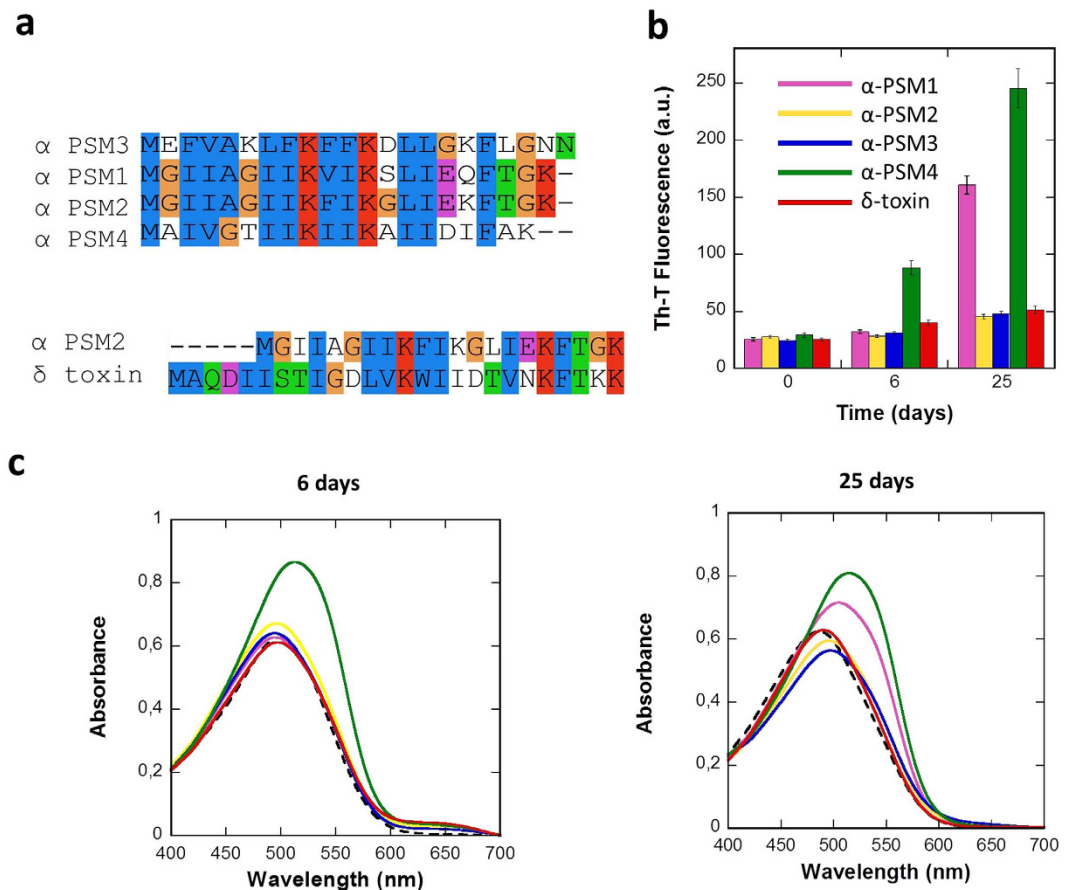 a
α PSM3 MEFVAKLFKFFKDLLGKFLGNN
α PSM1 MGIIAGIIKVIKSLIEQFTGK-
α PSM2 MGIIAGIIKFIKGLIEKFTGK-
α PSM4 MAIVGTIIKIIKAIIDIFAK--
α PSM2 -----MGIIAGIIKFIKGLIEKFTGK
δ toxin MAQDIISTIGDLVKWIIDTVNKFTKK
b
Th-T Fluorescence (a.u.)
250
200
150
100
50
0
α-PSM1
α-PSM2
α-PSM3
α-PSM4
δ-toxin
0 6 25
Time (days)
c
6 days
Absorbance
1
0,8
0,6
0,4
0,2
0
400 450 500 550 600 650 700
Wavelength (nm)
25 days
Absorbance
1
0,8
0,6
0,4
0,2
0
400 450 500 550 600 650 700
Wavelength (nm)